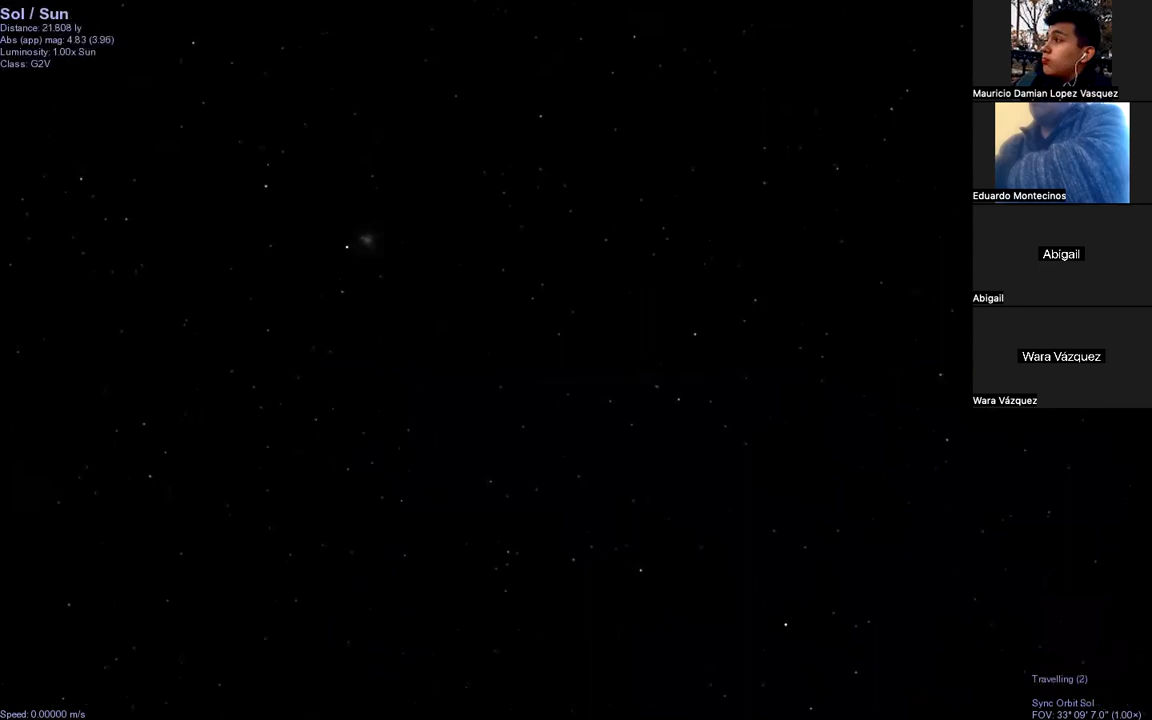 Sol / Sun
Distance: 21.808 ly
Abs (app) mag: 4.83 (3.96)
Luminosity: 1.00x Sun
Class: G2V
Mauricio Damian Lopez Vasquez
Eduardo Montecinos
Abigail
Abigail
Wara Vázquez
Wara Vázquez
Travelling (2)
Sync Orbit Sol
FOV: 33° 09' 7.0" (1.00×)
Speed: 0.00000 m/s